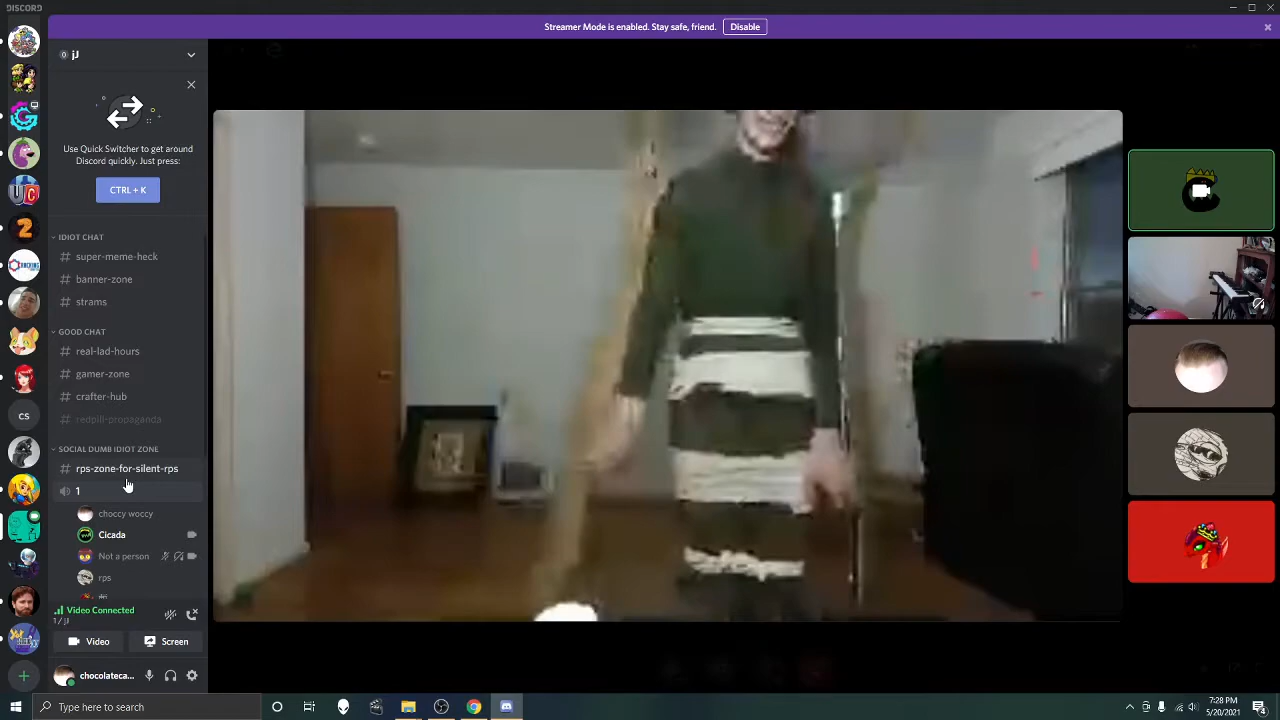 DISCORD
Streamer Mode is enabled. Stay safe, friend.
Disable
jJ
Use Quick Switcher to get around
Discord quickly. Just press:
CTRL + K
IDIOT CHAT
super-meme-heck
banner-zone
strams
GOOD CHAT
real-lad-hours
gamer-zone
crafter-hub
redpill-propaganda
SOCIAL DUMB IDIOT ZONE
rps-zone-for-silent-rps
1
choccy woccy
Cicada
Not a person
rps
Video Connected
1 / jJ
Video
Screen
chocolateca...
CS
Type here to search
7:28 PM
5/20/2021